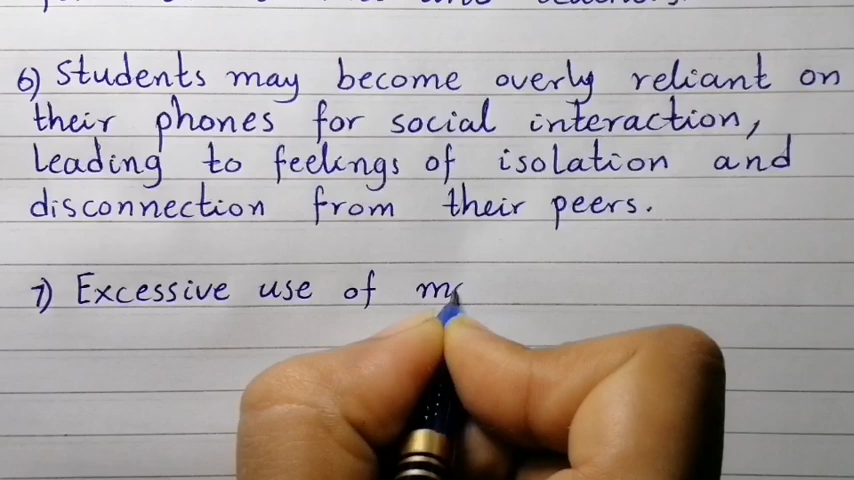 6) Students may become overly reliant on
their phones for social interaction,
leading to feelings of isolation and
disconnection from their peers.
7) Excessive use of